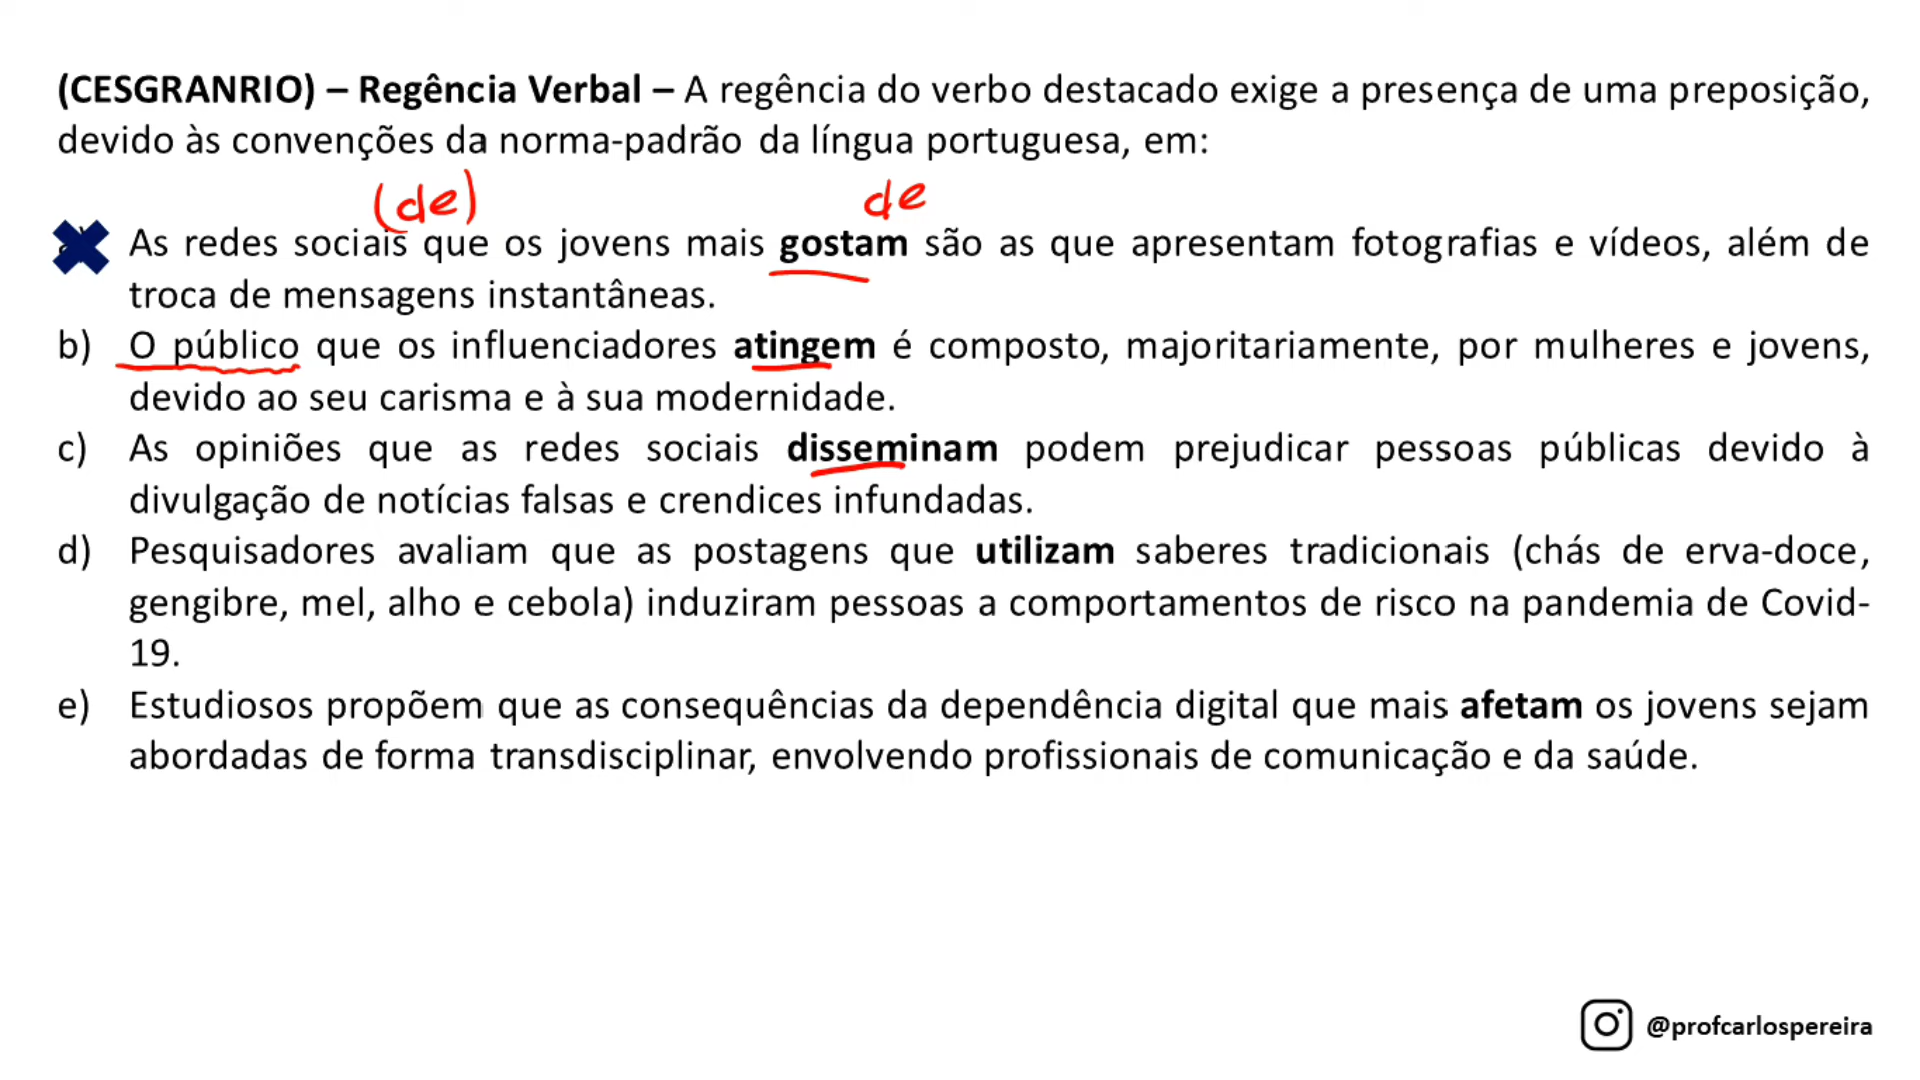 (CESGRANRIO) – Regência Verbal – A regência do verbo destacado exige a presença de uma preposição,
devido às convenções da norma-padrão da língua portuguesa, em:
(de) de
As redes sociais que os jovens mais gostam são as que apresentam fotografias e vídeos, além de
troca de mensagens instantâneas.
b) O público que os influenciadores atingem é composto, majoritariamente, por mulheres e jovens,
devido ao seu carisma e à sua modernidade.
c) As opiniões que as redes sociais disseminam podem prejudicar pessoas públicas devido à
divulgação de notícias falsas e crendices infundadas.
d) Pesquisadores avaliam que as postagens que utilizam saberes tradicionais (chás de erva-doce,
gengibre, mel, alho e cebola) induziram pessoas a comportamentos de risco na pandemia de Covid-
19.
e) Estudiosos propõem que as consequências da dependência digital que mais afetam os jovens sejam
abordadas de forma transdisciplinar, envolvendo profissionais de comunicação e da saúde.
@profcarlospereira